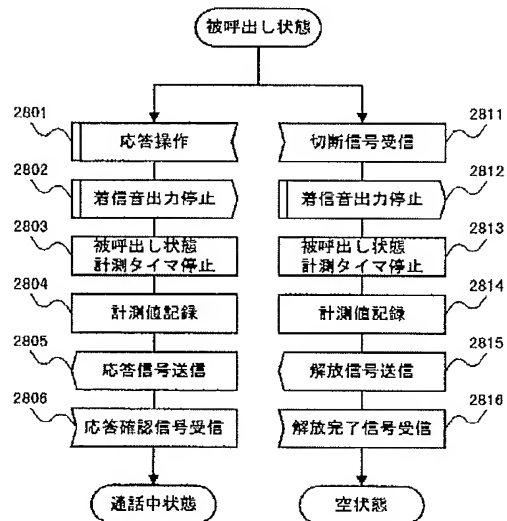 被呼出し状態
2801
応答操作
2802
着信音出力停止
2803
被呼出し状態
計測タイマ停止
2804
計測値記録
2805
応答信号送信
2806
応答確認信号受信
通話中状態
切断信号受信
2811
着信音出力停止
2812
被呼出し状態
計測タイマ停止
2813
計測値記録
2814
解放信号送信
2815
解放完了信号受信
2816
空状態